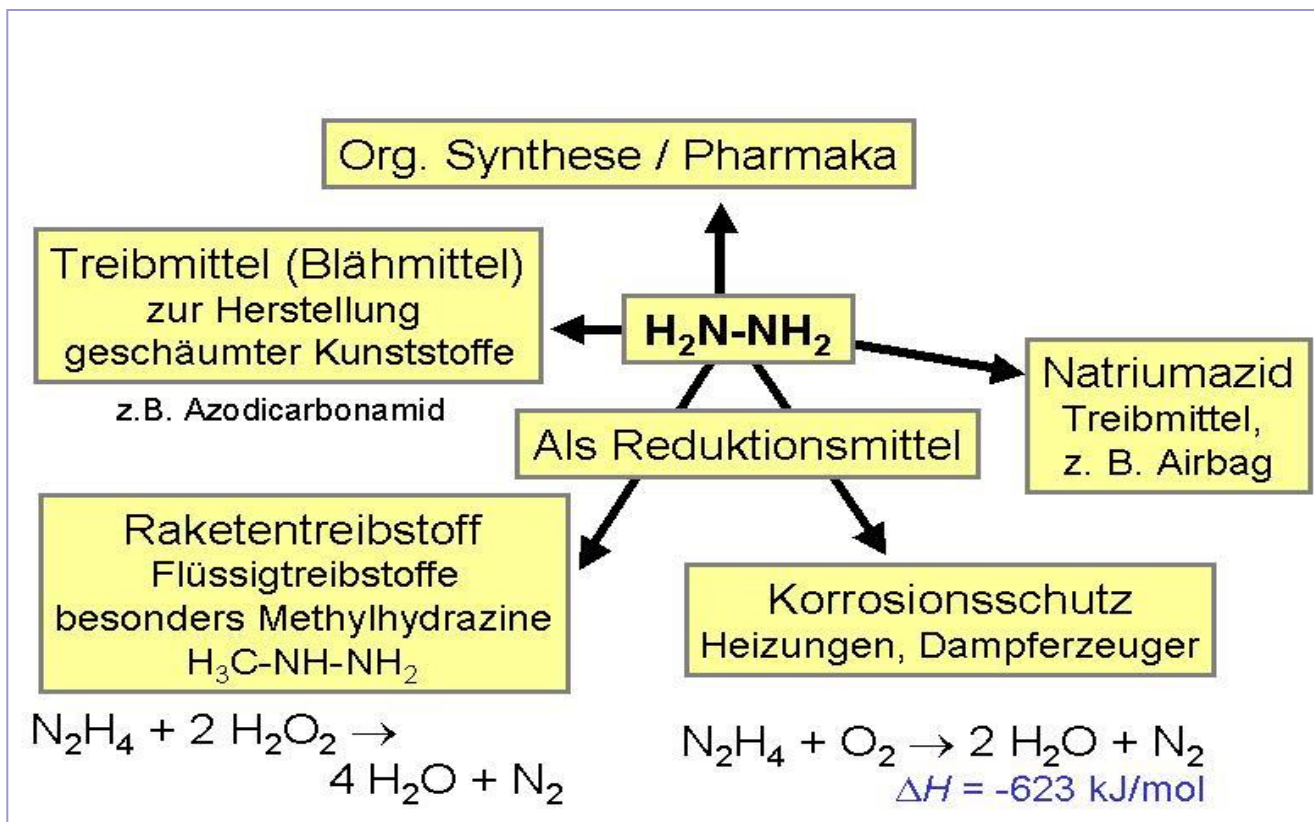 Org. Synthese / Pharmaka
Treibmittel (Blähmittel)
zur Herstellung
geschäumter Kunststoffe
z.B. Azodicarbonamid
H₂N-NH₂
Natriumazid
Treibmittel,
z. B. Airbag
Als Reduktionsmittel
Raketentreibstoff
Flüssigtreibstoffe
besonders Methylhydrazine
H₃C-NH-NH₂
N₂H₄ + 2 H₂O₂ →
4 H₂O + N₂
Korrosionsschutz
Heizungen, Dampferzeuger
N₂H₄ + O₂ → 2 H₂O + N₂
ΔH = -623 kJ/mol